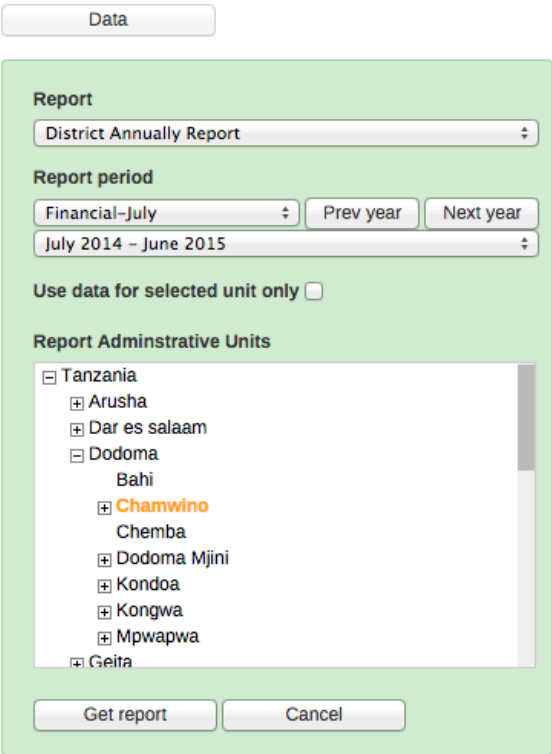 Data
Report
District Annually Report
Report period
Financial–July Prev year Next year
July 2014 – June 2015
Use data for selected unit only
Report Adminstrative Units
Tanzania
Arusha
Dar es salaam
Dodoma
Bahi
Chamwino
Chemba
Dodoma Mjini
Kondoa
Kongwa
Mpwapwa
Geita
Get report Cancel